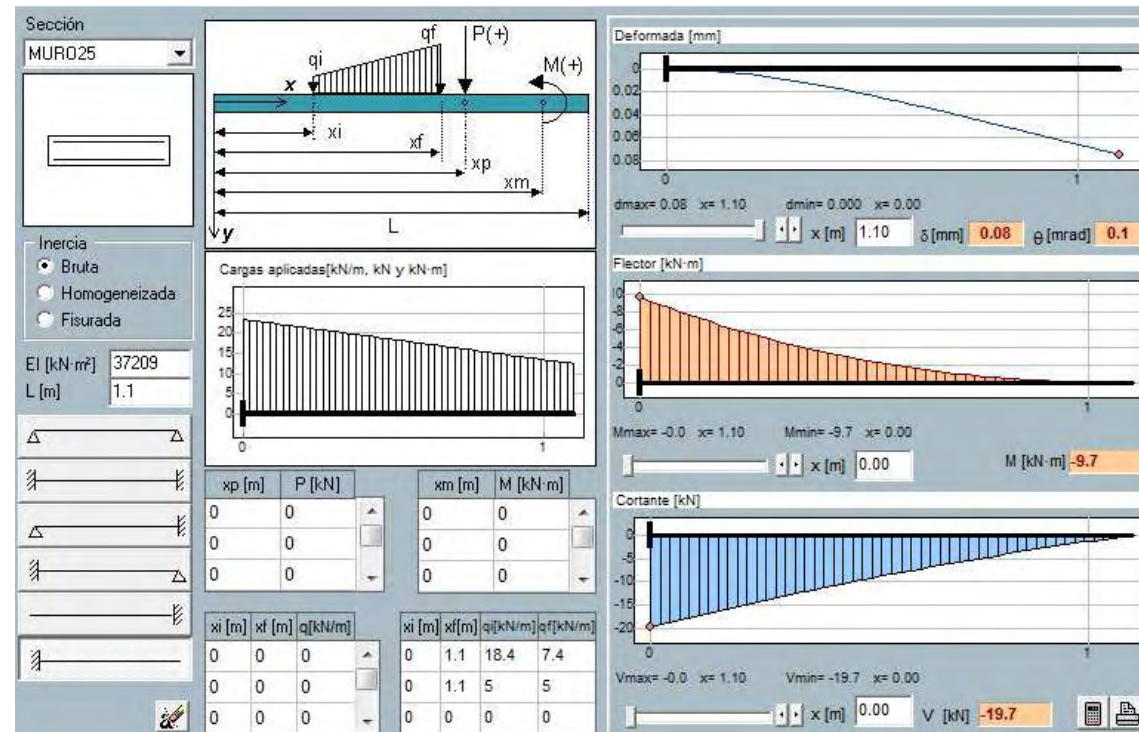 Sección
MURO25
Inercia
Bruta
Homogeneizada
Fisurada
EI [kN·m²] 37209
L [m] 1.1
qi
qf
P(+)
M(+)
x
xi
xf
xp
xm
L
y
Cargas aplicadas[kN/m, kN y kN·m]
25
20
15
10
5
0
0 1
xp [m] P [kN]
0 0
0 0
0 0
xm [m] M [kN·m]
0 0
0 0
0 0
xi [m] xf [m] q[kN/m]
0 0 0
0 0 0
0 0 0
xi [m] xf[m] qi[kN/m] qf[kN/m]
0 1.1 18.4 7.4
0 1.1 5 5
0 0 0 0
Deformada [mm]
0
0.02
0.04
0.06
0.08
0 1
dmax= 0.08 x= 1.10 dmin= 0.000 x= 0.00
x [m] 1.10 δ[mm] 0.08 θ[mrad] 0.1
Flector [kN·m]
-10
-8
-6
-4
-2
0
0 1
Mmax= -0.0 x= 1.10 Mmin= -9.7 x= 0.00
x [m] 0.00 M [kN·m] -9.7
Cortante [kN]
0
-5
-10
-15
-20
0 1
Vmax= -0.0 x= 1.10 Vmin= -19.7 x= 0.00
x [m] 0.00 V [kN] -19.7